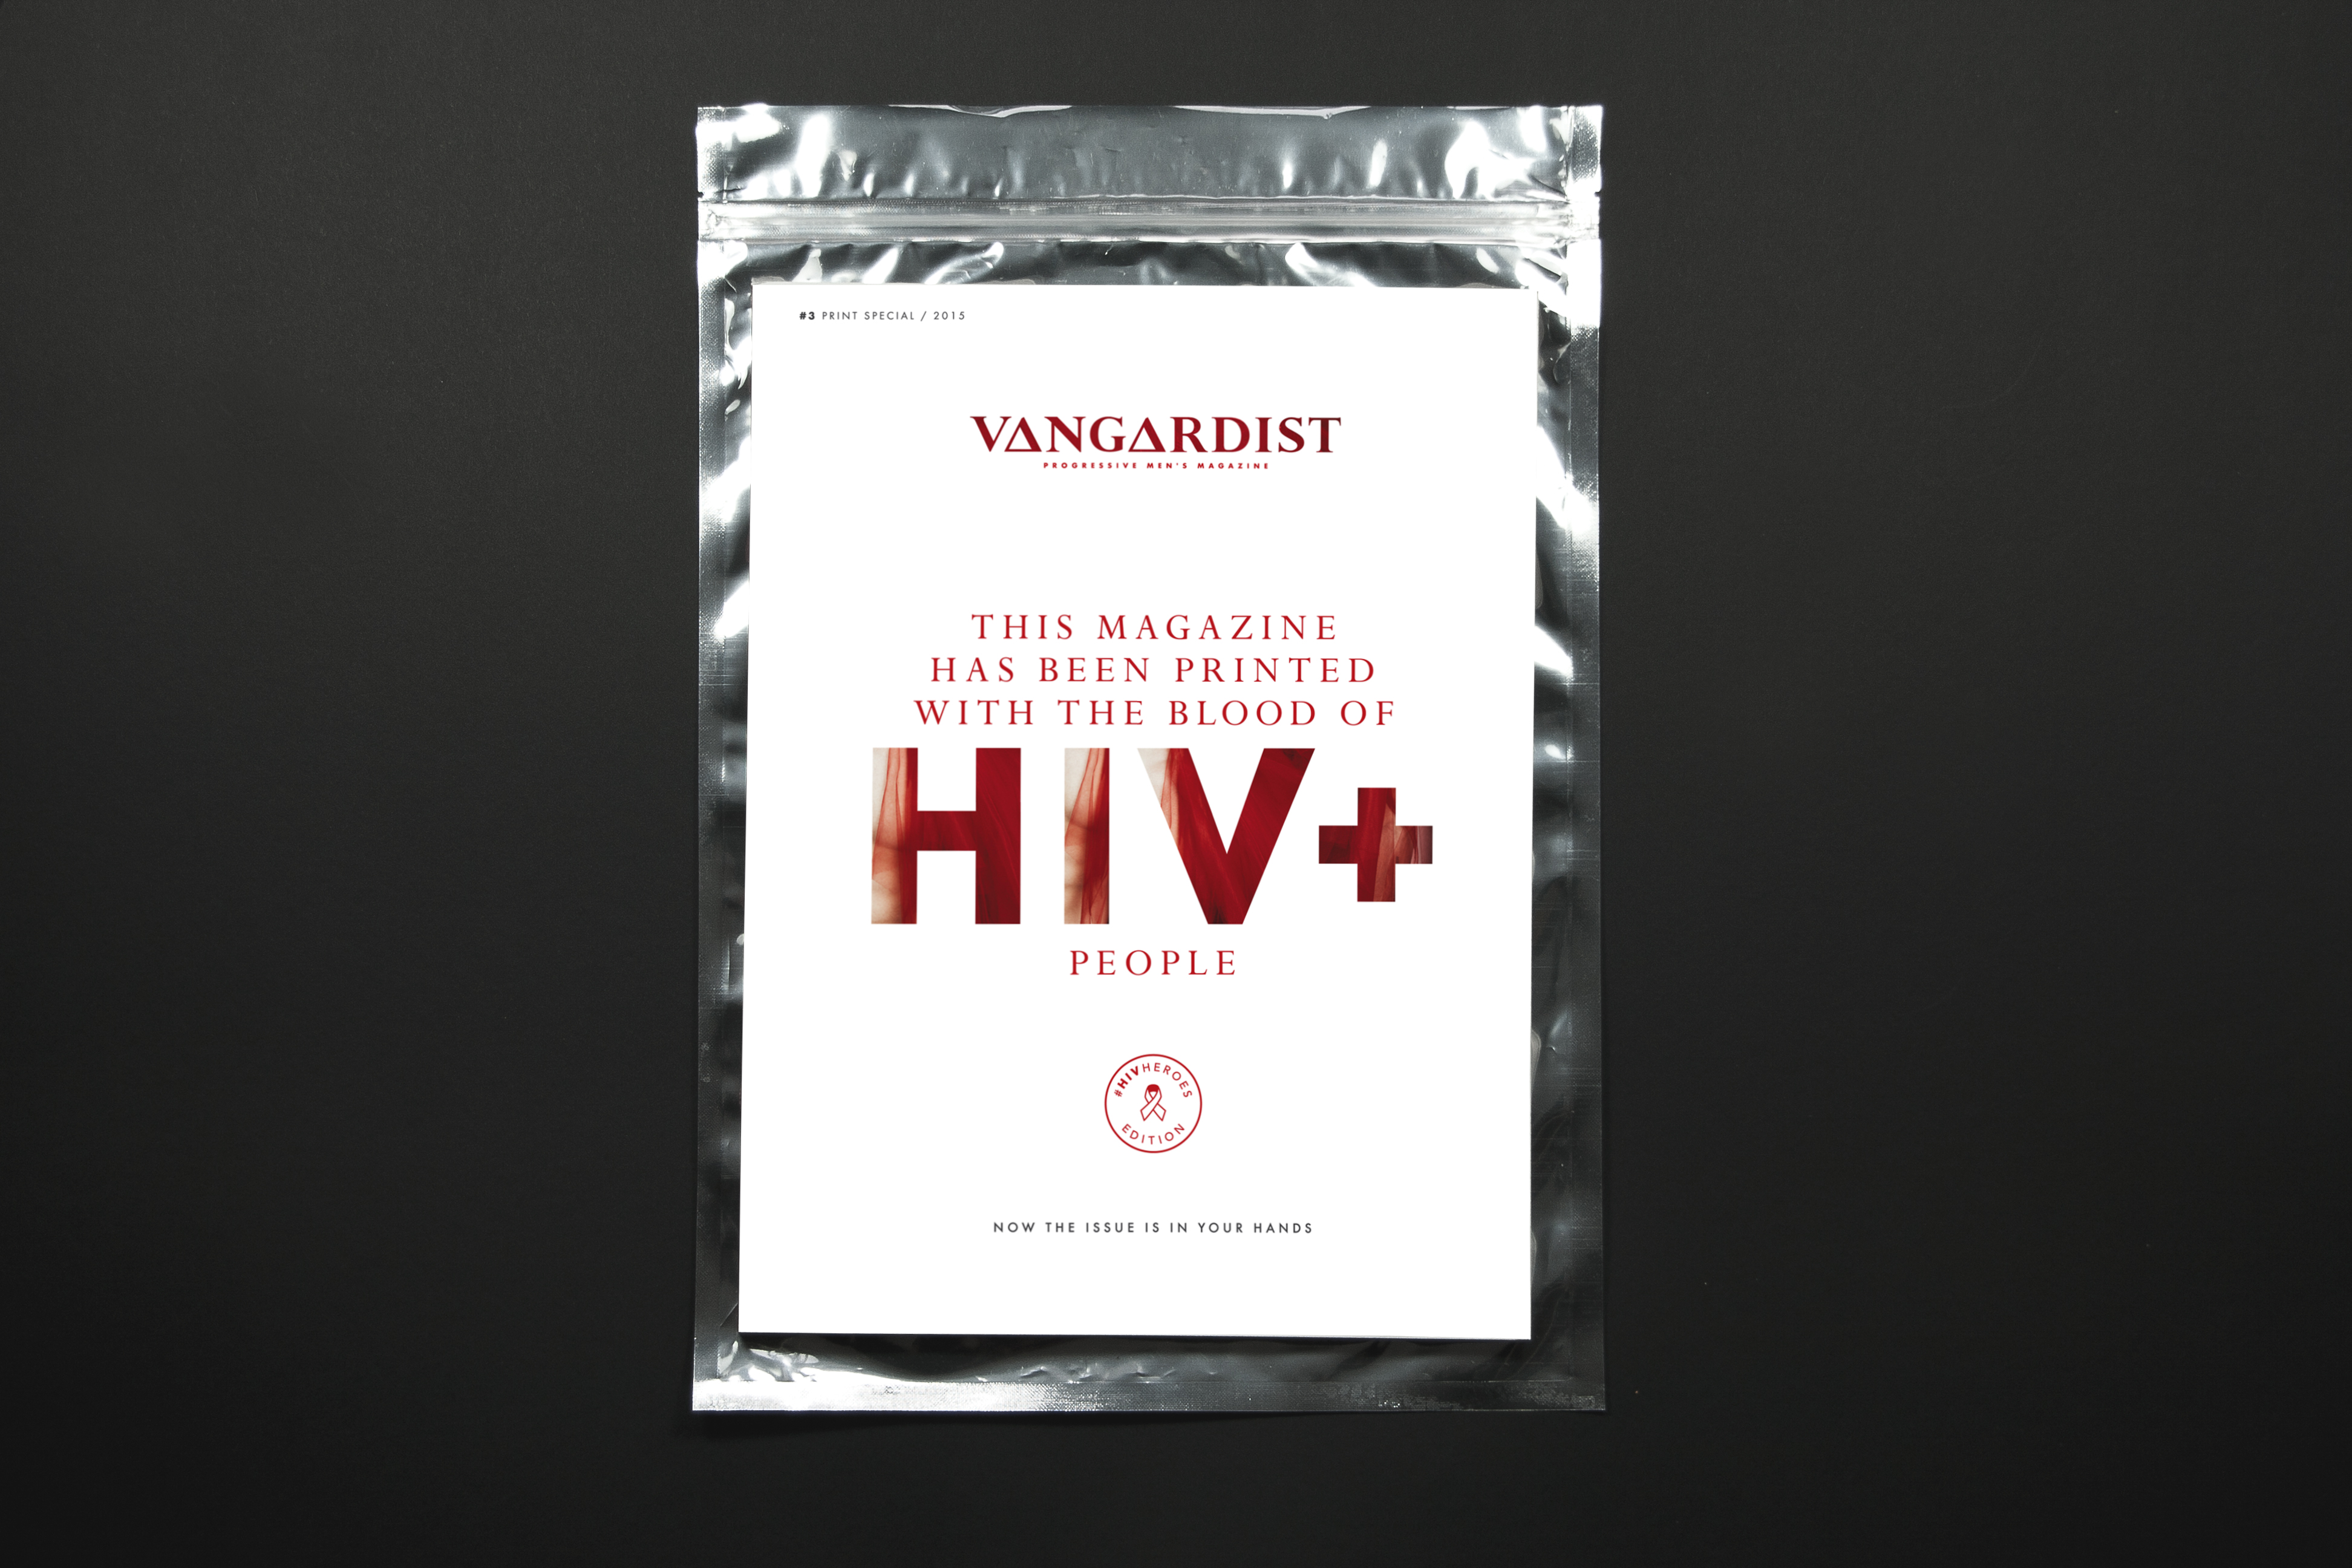 #3 PRINT SPECIAL / 2015
VANGARDIST
PROGRESSIVE MEN'S MAGAZINE
THIS MAGAZINE
HAS BEEN PRINTED
WITH THE BLOOD OF
HIV+
PEOPLE
#HIVHEROES
EDITION
NOW THE ISSUE IS IN YOUR HANDS